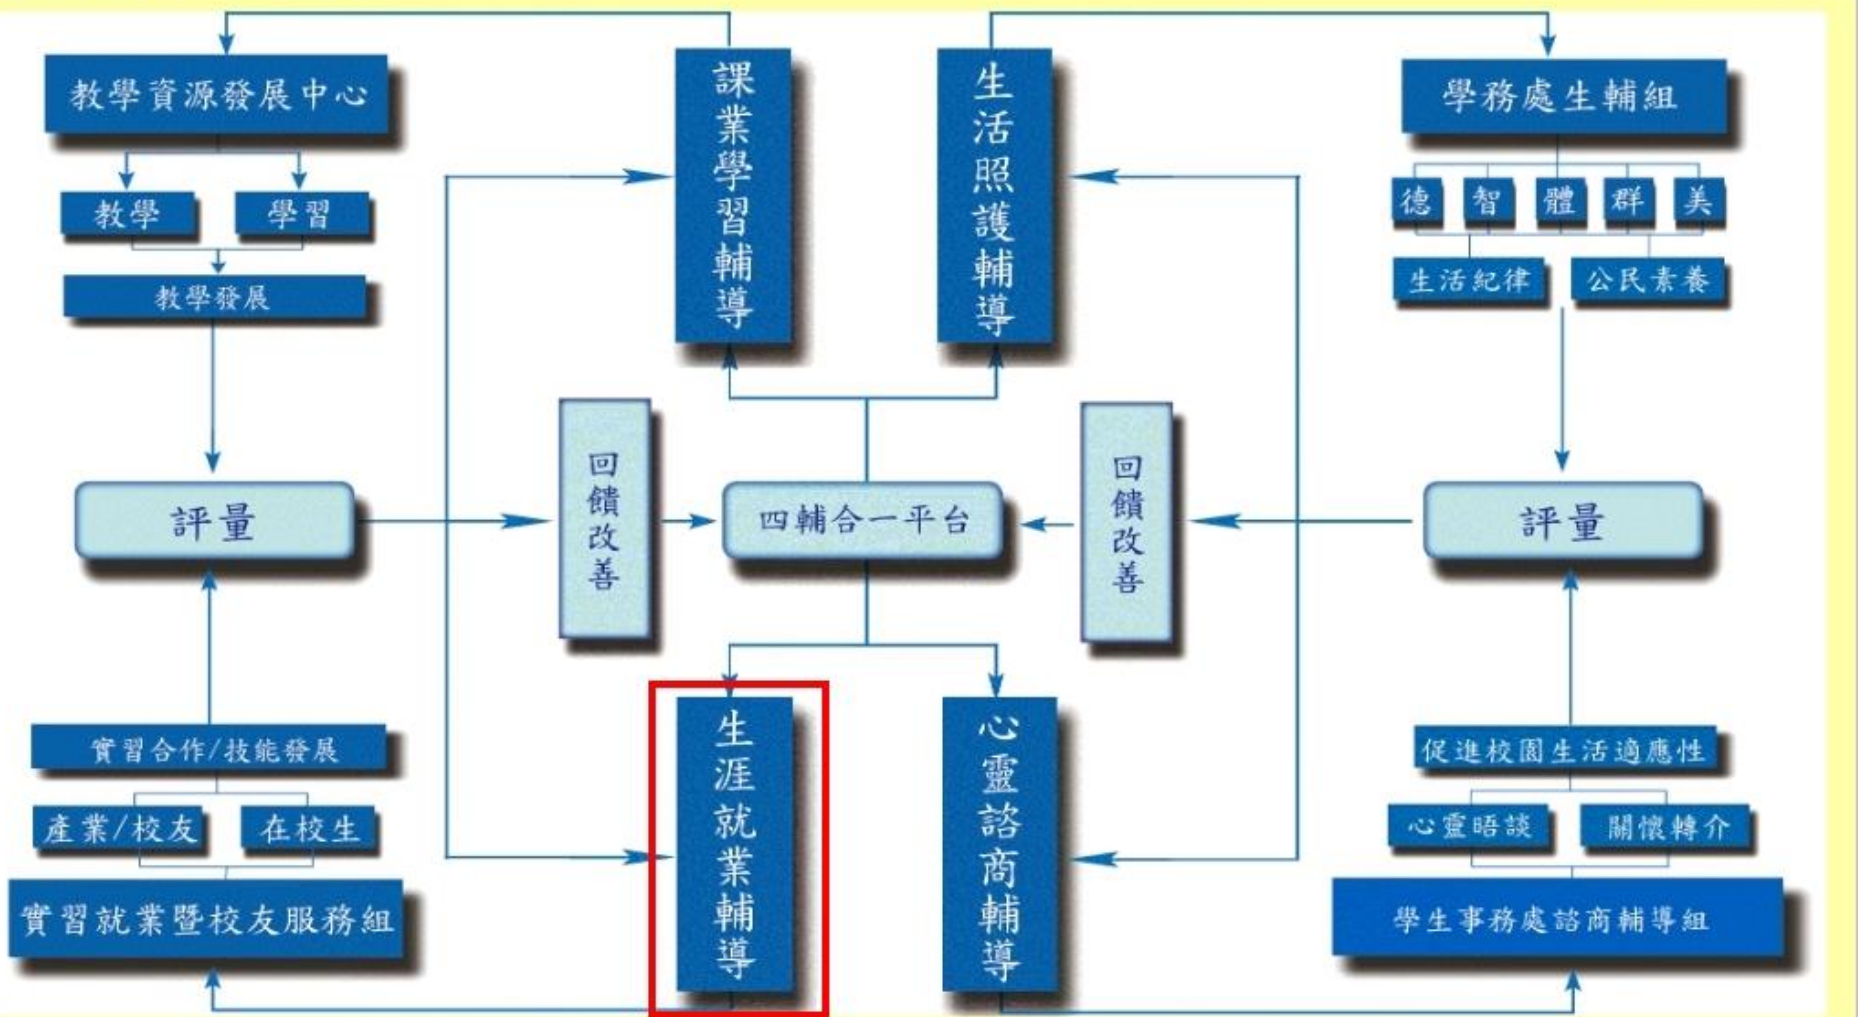 教學資源發展中心
教學
學習
教學發展
課業學習輔導
生活照護輔導
學務處生輔組
德
智
體
群
美
生活紀律
公民素養
評量
回饋改善
四輔合一平台
回饋改善
評量
實習合作/技能發展
產業/校友
在校生
實習就業暨校友服務組
生涯就業輔導
心靈諮商輔導
促進校園生活適應性
心靈晤談
關懷轉介
學生事務處諮商輔導組